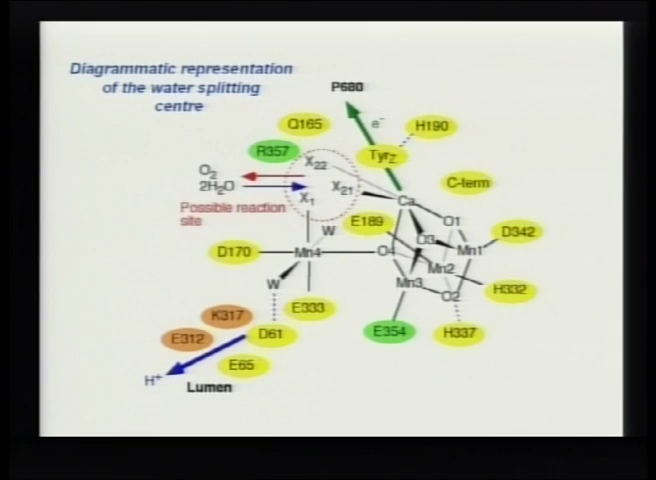 Diagrammatic representation
of the water splitting
centre
P680
e⁻
Q165
H190
R357
TyrZ
X22
O2
2H2O
X21
X1
C-term
Ca
Possible reaction
site
E189
O1
W
D342
O3
Mn1
D170
Mn4
O4
Mn2
W
Mn3
H332
O2
E333
K317
E312
D61
E354
H337
E65
H+
Lumen